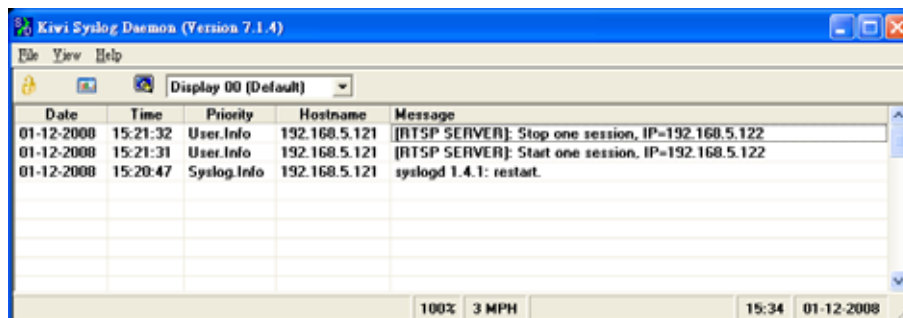 Kiwi Syslog Daemon (Version 7.1.4)
File View Help
Display 00 (Default)
Date Time Priority Hostname Message
01-12-2008 15:21:32 User.Info 192.168.5.121 [RTSP SERVER]: Stop one session, IP=192.168.5.122
01-12-2008 15:21:31 User.Info 192.168.5.121 [RTSP SERVER]: Start one session, IP=192.168.5.122
01-12-2008 15:20:47 Syslog.Info 192.168.5.121 syslogd 1.4.1: restart.
100% 3 MPH 15:34 01-12-2008